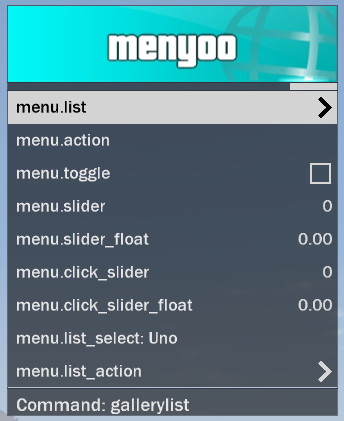 menyoo
menu.list
menu.action
menu.toggle
menu.slider 0
menu.slider_float 0.00
menu.click_slider 0
menu.click_slider_float 0.00
menu.list_select: Uno
menu.list_action
Command: gallerylist